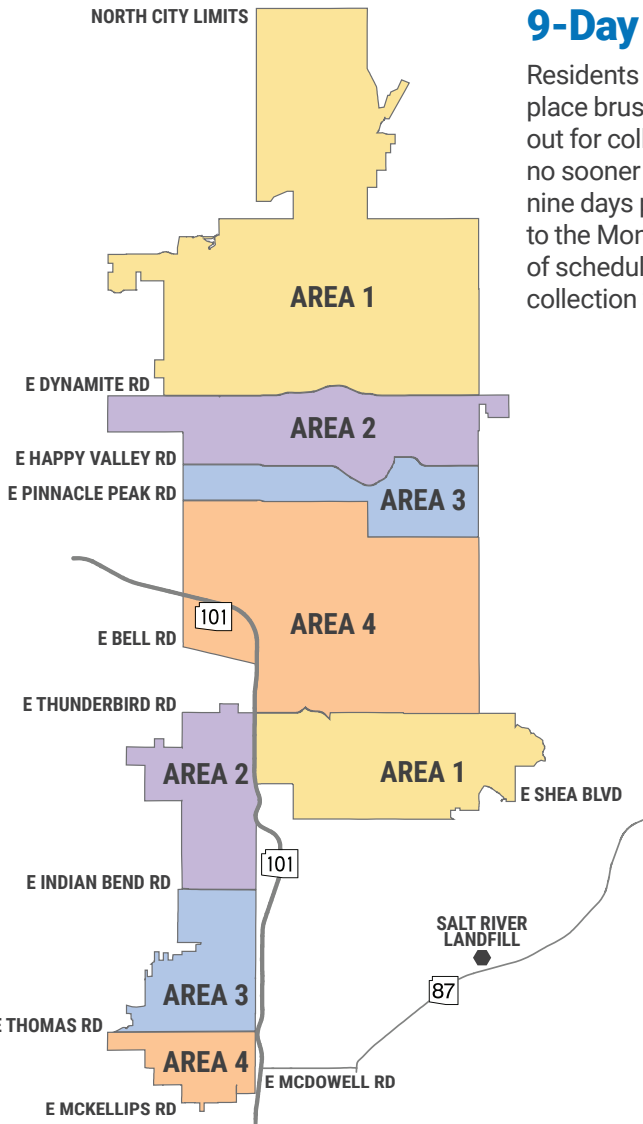 NORTH CITY LIMITS
9-Day
Residents
place brus
out for coll
no sooner
nine days p
to the Mon
of schedul
collection
AREA 1
E DYNAMITE RD
AREA 2
E HAPPY VALLEY RD
E PINNACLE PEAK RD
AREA 3
101
AREA 4
E BELL RD
E THUNDERBIRD RD
AREA 2
AREA 1
E SHEA BLVD
101
E INDIAN BEND RD
SALT RIVER
LANDFILL
87
AREA 3
E THOMAS RD
AREA 4
E MCDOWELL RD
E MCKELLIPS RD